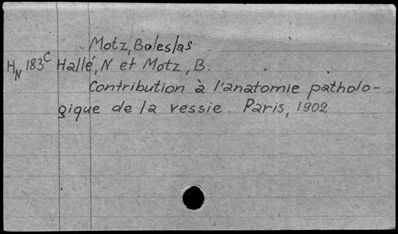 Motz, Boleslas
HN 183c Hallé, N. et Motz, B.
Contribution à l'anatomie patholo-
gique de la vessie. Paris, 1902